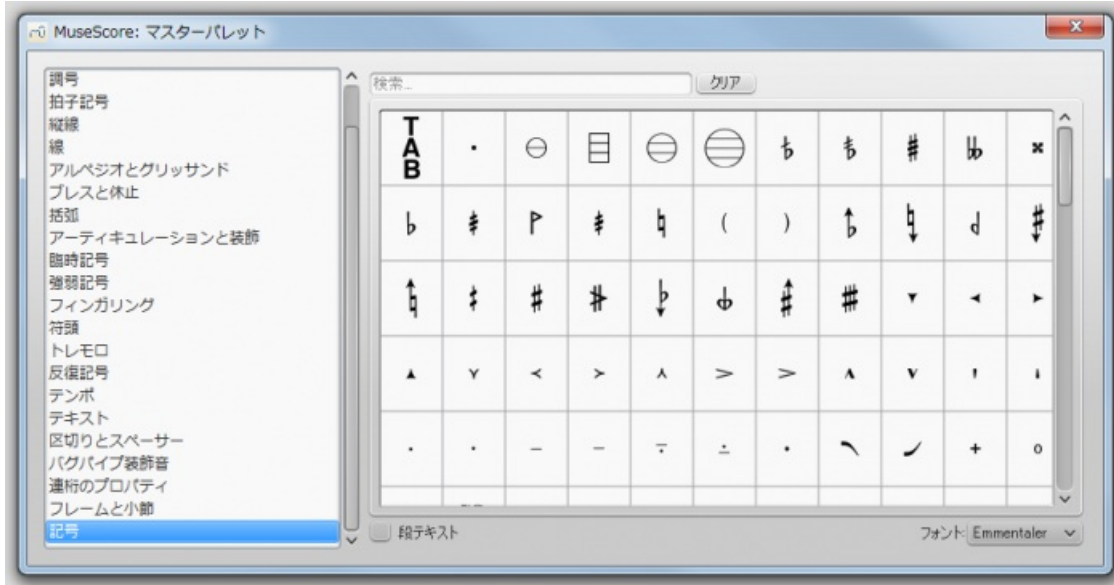 MuseScore: マスターパレット
調号
拍子記号
縦線
線
アルペジオとグリッサンド
ブレスと休止
括弧
アーティキュレーションと装飾
臨時記号
強弱記号
フィンガリング
符頭
トレモロ
反復記号
テンポ
テキスト
区切りとスペーサー
バグパイプ装飾音
連桁のプロパティ
フレームと小節
記号
検索...
クリア
T
A
B
段テキスト
フォント: Emmentaler